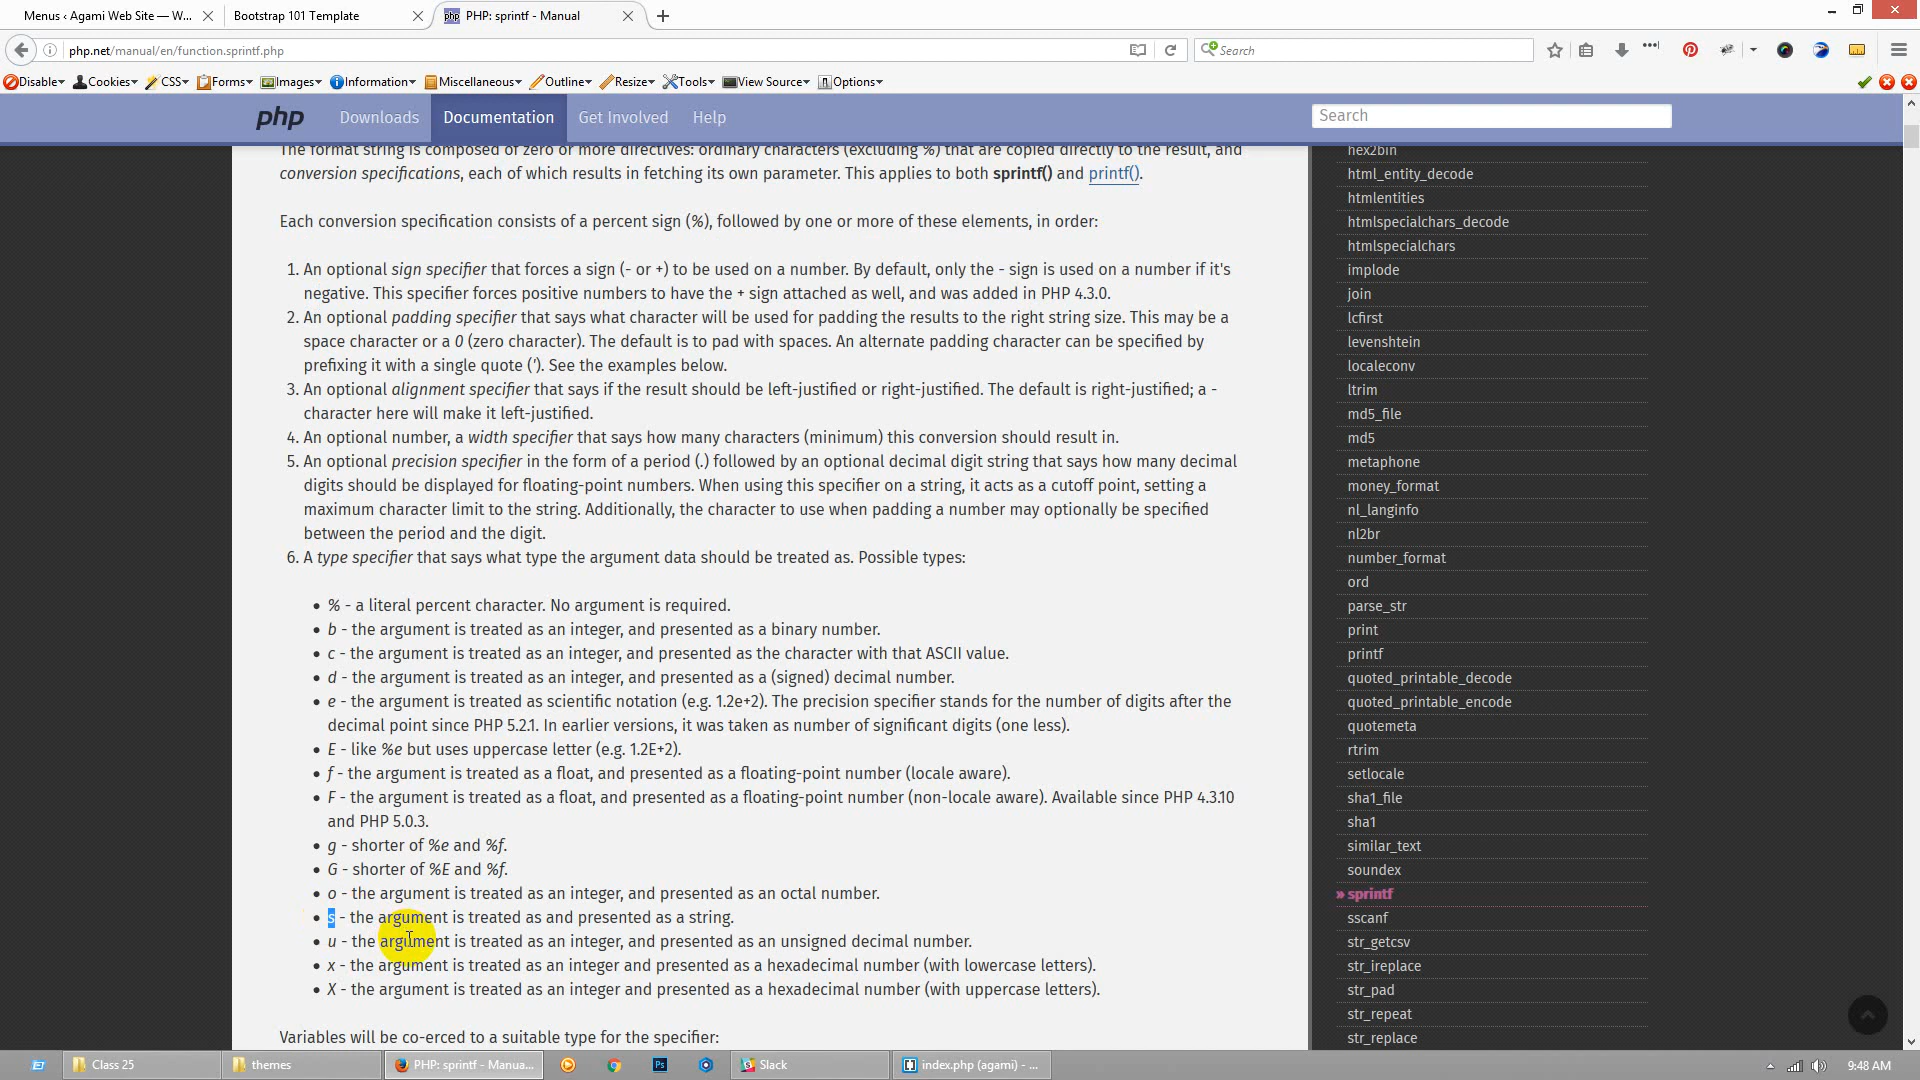 Menus ‹ Agami Web Site — W...
Bootstrap 101 Template
PHP: sprintf - Manual
php.net/manual/en/function.sprintf.php
Search
Disable Cookies CSS Forms Images Information Miscellaneous Outline Resize Tools View Source Options
php Downloads Documentation Get Involved Help
Search
The format string is composed of zero or more directives: ordinary characters (excluding %) that are copied directly to the result, and
conversion specifications, each of which results in fetching its own parameter. This applies to both sprintf() and printf().
Each conversion specification consists of a percent sign (%), followed by one or more of these elements, in order:
1. An optional sign specifier that forces a sign (- or +) to be used on a number. By default, only the - sign is used on a number if it's
negative. This specifier forces positive numbers to have the + sign attached as well, and was added in PHP 4.3.0.
2. An optional padding specifier that says what character will be used for padding the results to the right string size. This may be a
space character or a 0 (zero character). The default is to pad with spaces. An alternate padding character can be specified by
prefixing it with a single quote ('). See the examples below.
3. An optional alignment specifier that says if the result should be left-justified or right-justified. The default is right-justified; a -
character here will make it left-justified.
4. An optional number, a width specifier that says how many characters (minimum) this conversion should result in.
5. An optional precision specifier in the form of a period (.) followed by an optional decimal digit string that says how many decimal
digits should be displayed for floating-point numbers. When using this specifier on a string, it acts as a cutoff point, setting a
maximum character limit to the string. Additionally, the character to use when padding a number may optionally be specified
between the period and the digit.
6. A type specifier that says what type the argument data should be treated as. Possible types:
• % - a literal percent character. No argument is required.
• b - the argument is treated as an integer, and presented as a binary number.
• c - the argument is treated as an integer, and presented as the character with that ASCII value.
• d - the argument is treated as an integer, and presented as a (signed) decimal number.
• e - the argument is treated as scientific notation (e.g. 1.2e+2). The precision specifier stands for the number of digits after the
decimal point since PHP 5.2.1. In earlier versions, it was taken as number of significant digits (one less).
• E - like %e but uses uppercase letter (e.g. 1.2E+2).
• f - the argument is treated as a float, and presented as a floating-point number (locale aware).
• F - the argument is treated as a float, and presented as a floating-point number (non-locale aware). Available since PHP 4.3.10
and PHP 5.0.3.
• g - shorter of %e and %f.
• G - shorter of %E and %f.
• o - the argument is treated as an integer, and presented as an octal number.
• s - the argument is treated as and presented as a string.
• u - the argument is treated as an integer, and presented as an unsigned decimal number.
• x - the argument is treated as an integer and presented as a hexadecimal number (with lowercase letters).
• X - the argument is treated as an integer and presented as a hexadecimal number (with uppercase letters).
Variables will be co-erced to a suitable type for the specifier:
hex2bin
html_entity_decode
htmlentities
htmlspecialchars_decode
htmlspecialchars
implode
join
lcfirst
levenshtein
localeconv
ltrim
md5_file
md5
metaphone
money_format
nl_langinfo
nl2br
number_format
ord
parse_str
print
printf
quoted_printable_decode
quoted_printable_encode
quotemeta
rtrim
setlocale
sha1_file
sha1
similar_text
soundex
» sprintf
sscanf
str_getcsv
str_ireplace
str_pad
str_repeat
str_replace
Class 25
themes
PHP: sprintf - Manua...
Ps
Slack
index.php (agami) - ...
9:48 AM